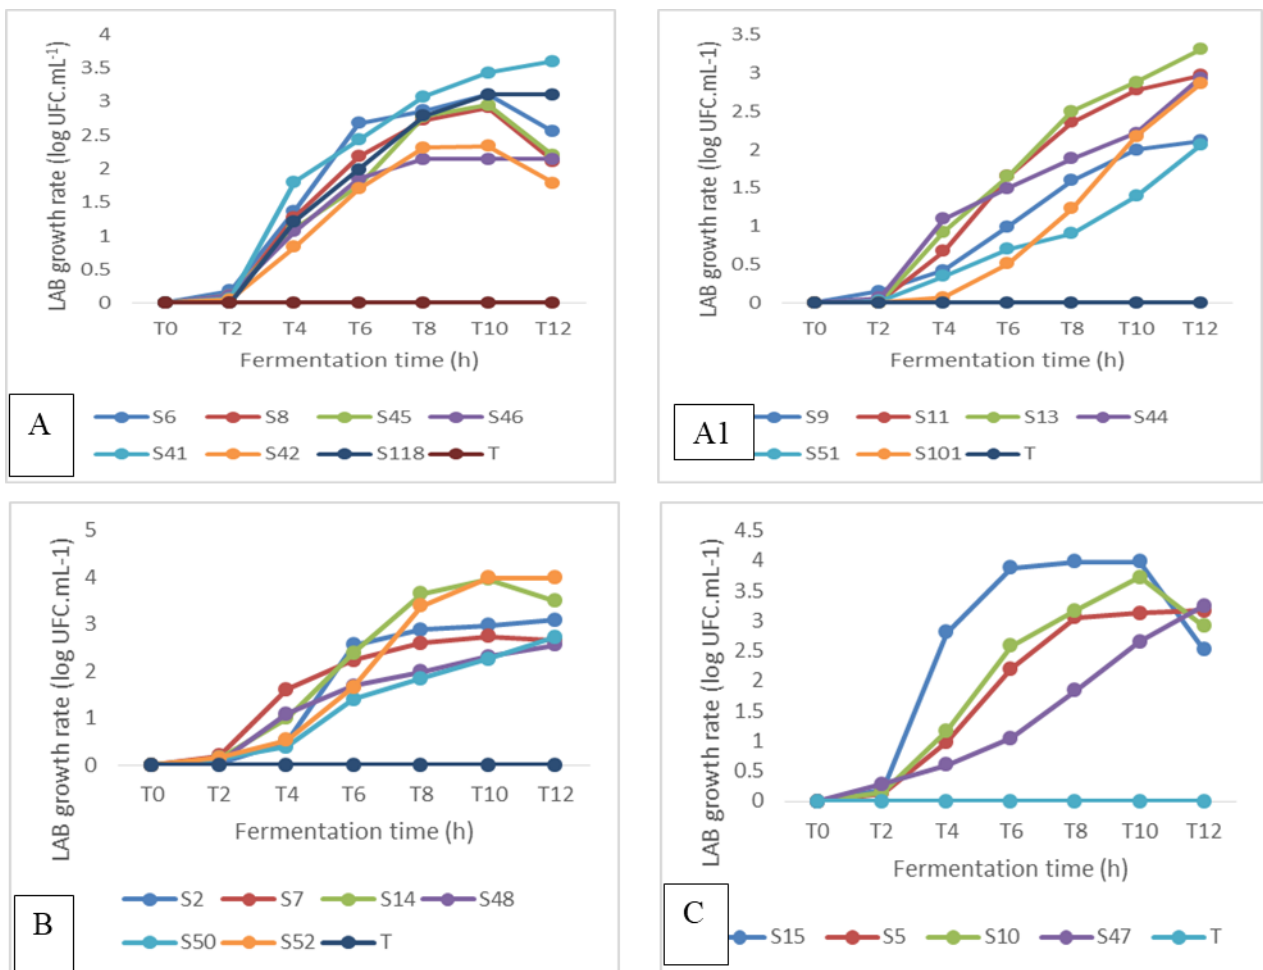 LAB growth rate (log UFC.mL-1)
4
3.5
3
2.5
2
1.5
1
0.5
0
T0 T2 T4 T6 T8 T10 T12
Fermentation time (h)
A
S6 S8 S45 S46
S41 S42 S118 T
LAB growth rate (log UFC.mL-1)
3.5
3
2.5
2
1.5
1
0.5
0
T0 T2 T4 T6 T8 T10 T12
Fermentation time (h)
A1
S9 S11 S13 S44
S51 S101 T
LAB growth rate (log UFC.mL-1)
5
4
3
2
1
0
T0 T2 T4 T6 T8 T10 T12
Fermentation time (h)
B
S2 S7 S14 S48
S50 S52 T
LAB growth rate (log UFC.mL-1)
4.5
4
3.5
3
2.5
2
1.5
1
0.5
0
T0 T2 T4 T6 T8 T10 T12
Fermentation time (h)
C
S15 S5 S10 S47 T